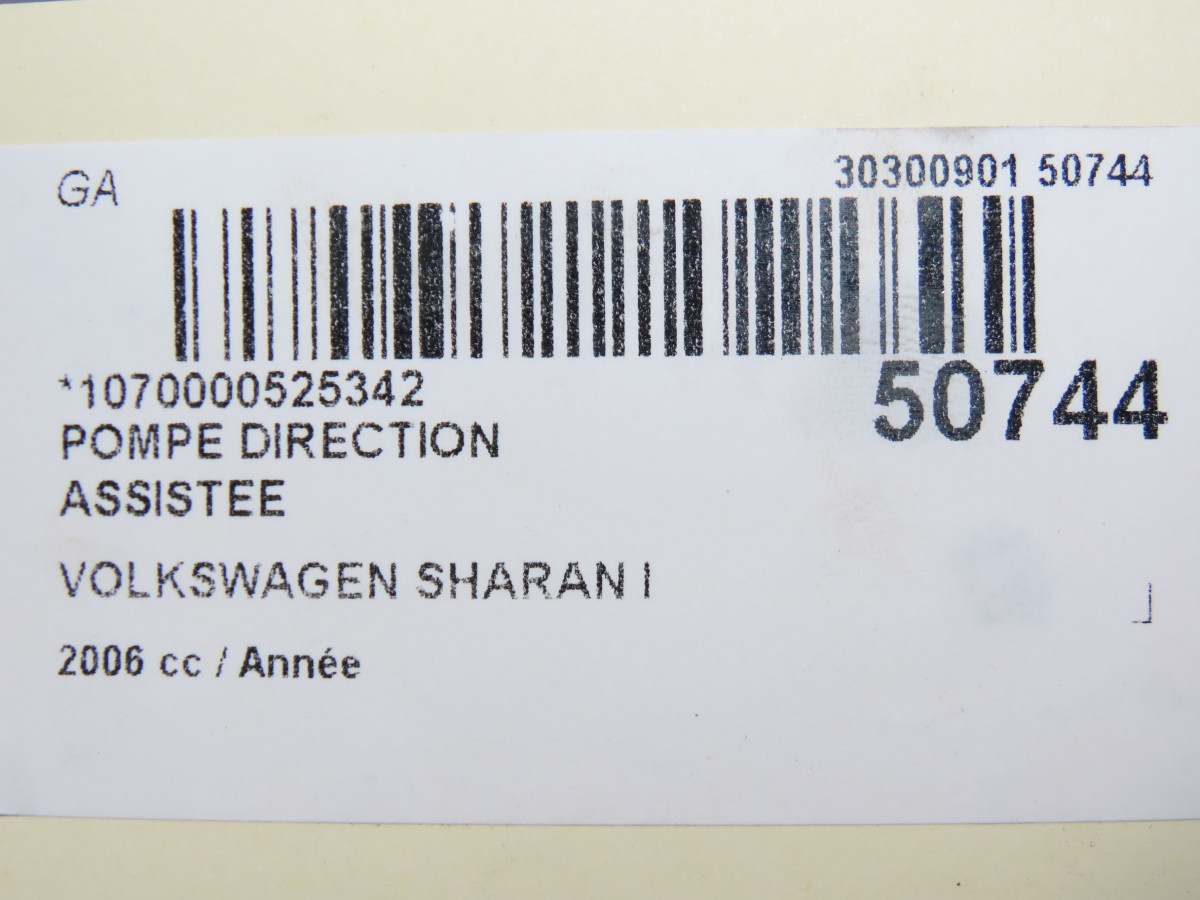 GA
30300901 50744
*1070000525342
50744
POMPE DIRECTION
ASSISTEE
VOLKSWAGEN SHARAN I
2006 cc / Année